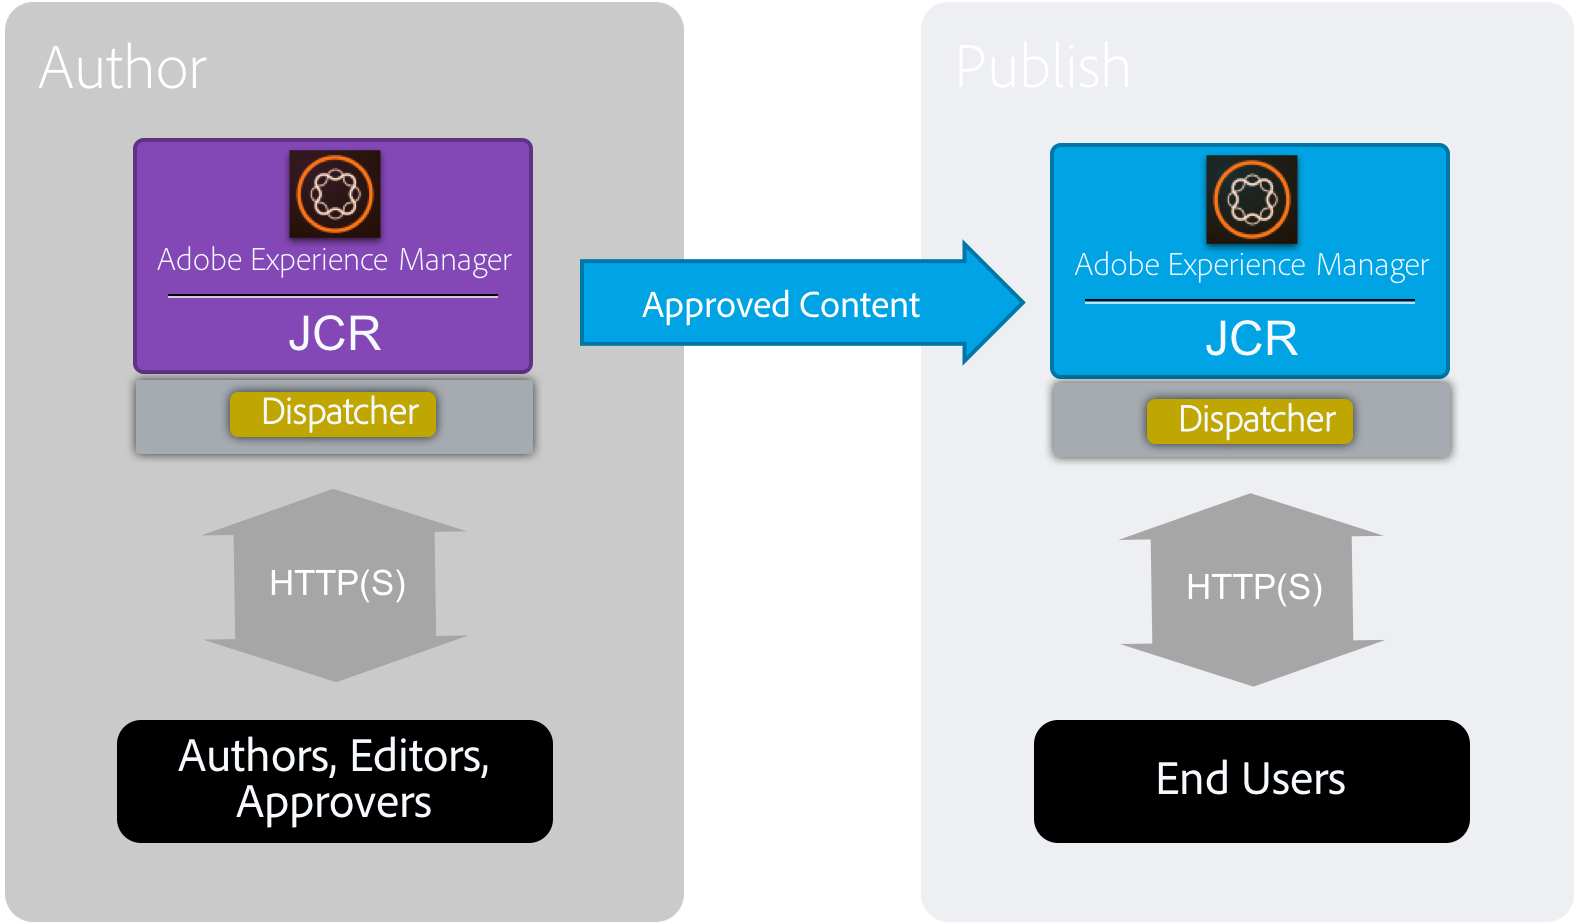 Author
Adobe Experience Manager
JCR
Dispatcher
HTTP(S)
Authors, Editors,
Approvers
Approved Content
Publish
Adobe Experience Manager
JCR
Dispatcher
HTTP(S)
End Users